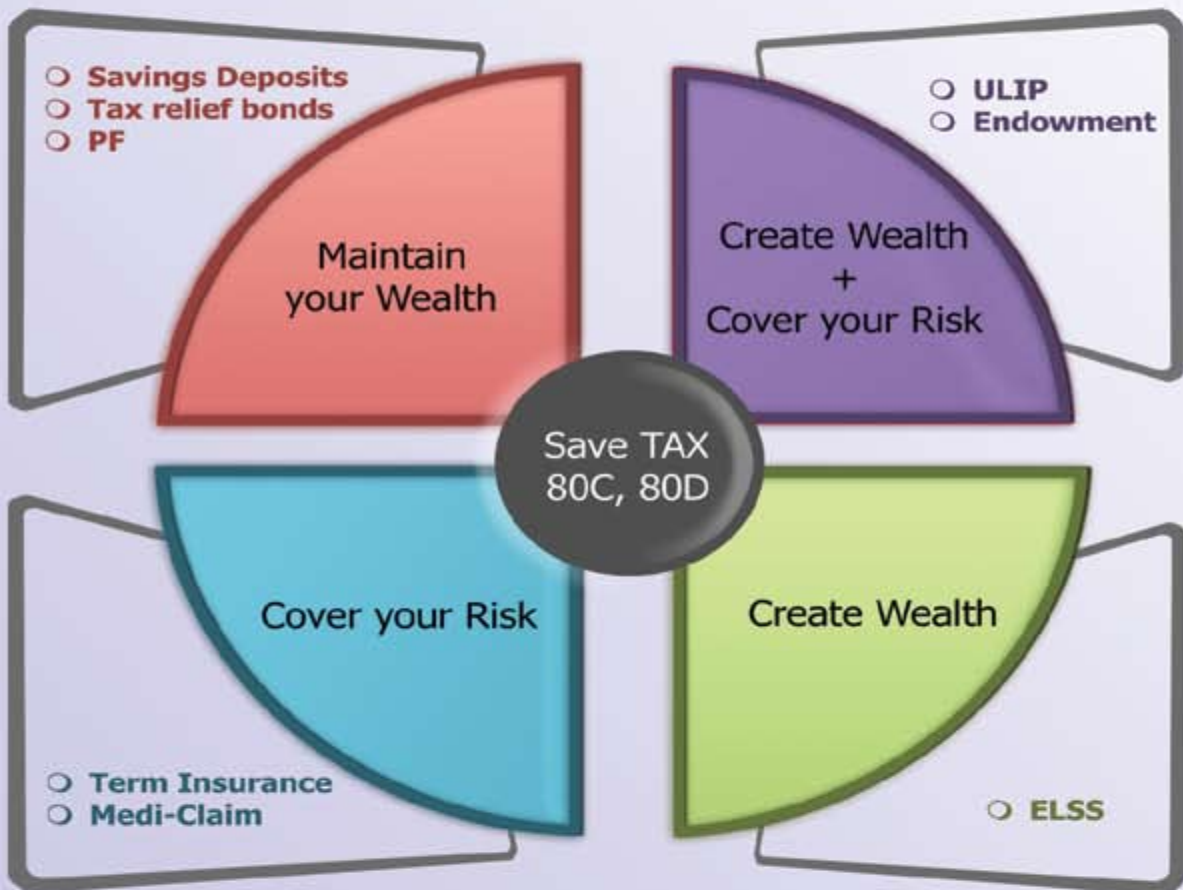 ○ Savings Deposits
○ Tax relief bonds
○ PF
Maintain
your Wealth
○ ULIP
○ Endowment
Create Wealth
+
Cover your Risk
Save TAX
80C, 80D
Cover your Risk
○ Term Insurance
○ Medi-Claim
Create Wealth
○ ELSS